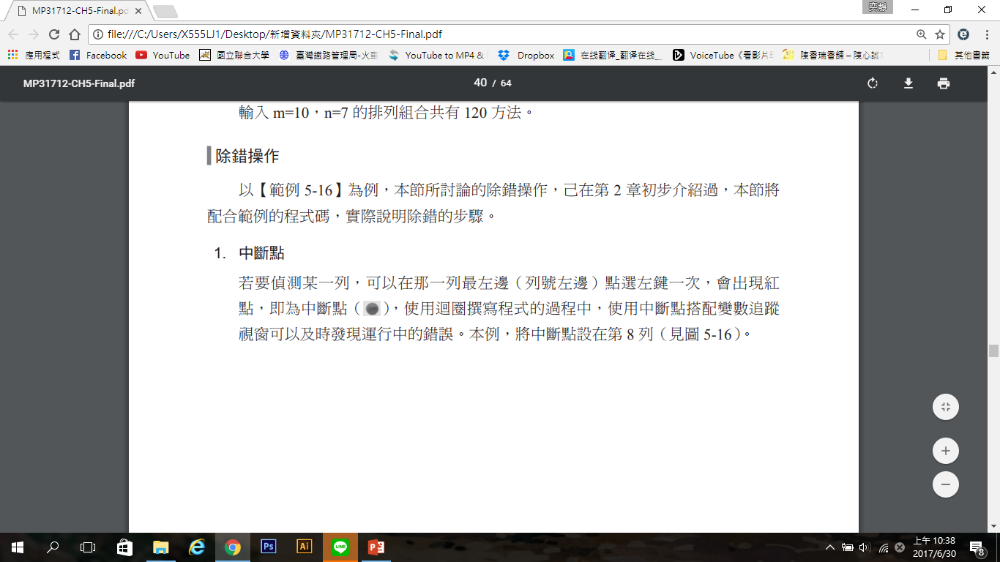 MP31712-CH5-Final.pd
奕靜
file:///C:/Users/X555LJ1/Desktop/新增資料夾/MP31712-CH5-Final.pdf
應用程式 Facebook YouTube 國立聯合大學 臺灣鐵路管理局-火車 YouTube to MP4 & Dropbox 在线翻译_翻译在线_ VoiceTube《看影片 陳香瑞香鋪 – 陳心誠 其他書籤
MP31712-CH5-Final.pdf 40 / 64
輸入 m=10，n=7 的排列組合共有 120 方法。
除錯操作
以【範例 5-16】為例，本節所討論的除錯操作，己在第 2 章初步介紹過，本節將
配合範例的程式碼，實際說明除錯的步驟。
1. 中斷點
若要偵測某一列，可以在那一列最左邊（列號左邊）點選左鍵一次，會出現紅
點，即為中斷點（ ），使用迴圈撰寫程式的過程中，使用中斷點搭配變數追蹤
視窗可以及時發現運行中的錯誤。本例，將中斷點設在第 8 列（見圖 5-16）。
Ps Ai LINE P
上午 10:38
2017/6/30
8